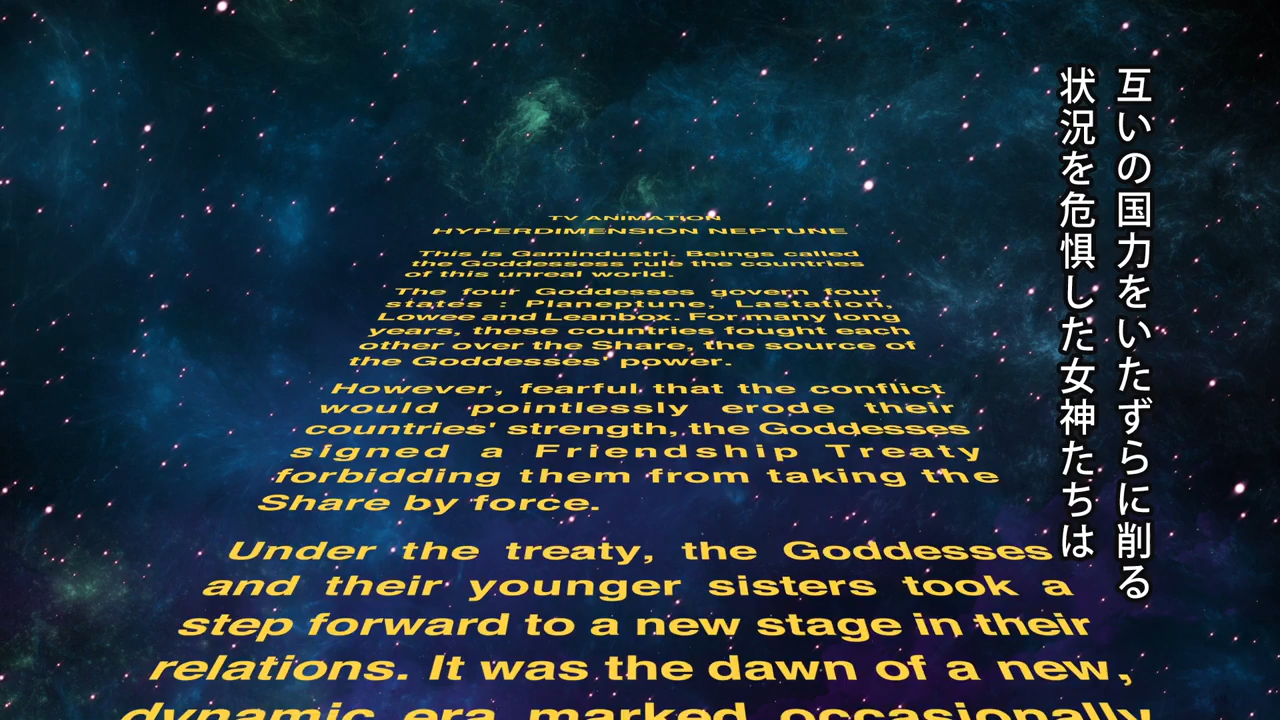 TV ANIMATION
HYPERDIMENSION NEPTUNE
This is Gamindustri. Beings called
the Goddessess rule the countries
of this unreal world.
The four Goddesses govern four
states : Planeptune, Lastation,
Lowee and Leanbox. For many long
years, these countries fought each
other over the Share, the source of
the Goddesses' power.
However, fearful that the conflict
would pointlessly erode their
countries' strength, the Goddesses
signed a Friendship Treaty
forbidding them from taking the
Share by force.
Under the treaty, the Goddesses
and their younger sisters took a
step forward to a new stage in their
relations. It was the dawn of a new,
dynamic era marked occasionally
互いの国力をいたずらに削る
状況を危惧した女神たちは